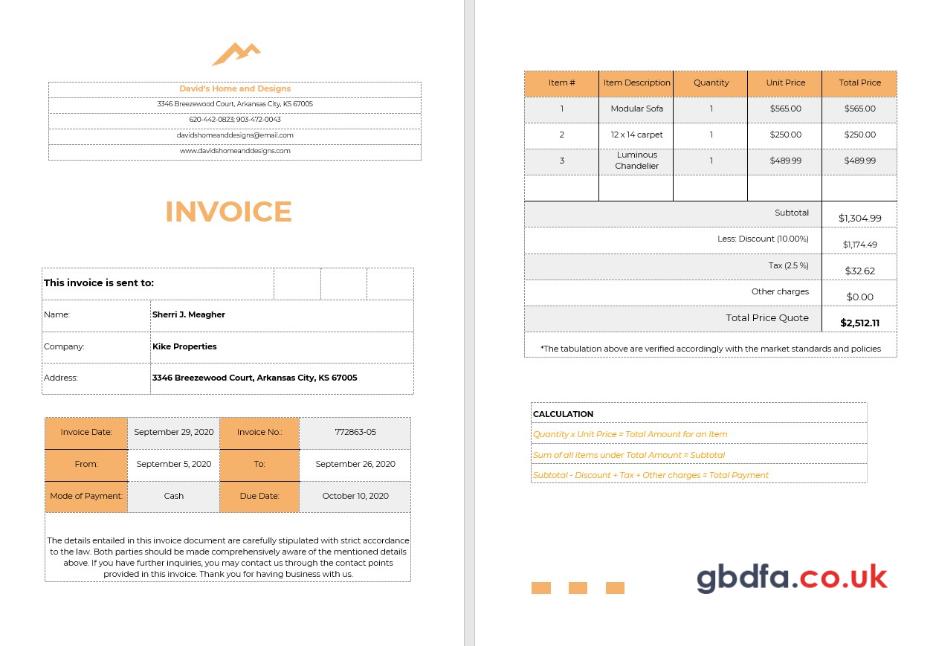 David's Home and Designs
3346 Breezewood Court, Arkansas City, KS 67005
620-442-0823; 903-472-0043
davidshomeanddesigns@email.com
www.davidshomeanddesigns.com
INVOICE
This invoice is sent to:
Name: Sherri J. Meagher
Company: Kike Properties
Address: 3346 Breezewood Court, Arkansas City, KS 67005
Invoice Date: September 29, 2020 Invoice No.: 772863-05
From: September 5, 2020 To: September 26, 2020
Mode of Payment: Cash Due Date: October 10, 2020
The details entailed in this invoice document are carefully stipulated with strict accordance
to the law. Both parties should be made comprehensively aware of the mentioned details
above. If you have further inquiries, you may contact us through the contact points
provided in this invoice. Thank you for having business with us.
Item # Item Description Quantity Unit Price Total Price
1 Modular Sofa 1 $565.00 $565.00
2 12 x 14 carpet 1 $250.00 $250.00
3 Luminous Chandelier 1 $489.99 $489.99
Subtotal $1,304.99
Less: Discount (10.00%) $1,174.49
Tax (2.5 %) $32.62
Other charges $0.00
Total Price Quote $2,512.11
*The tabulation above are verified accordingly with the market standards and policies
CALCULATION
Quantity x Unit Price = Total Amount for an Item
Sum of all Items under Total Amount = Subtotal
Subtotal - Discount + Tax + Other charges = Total Payment
gbdfa.co.uk